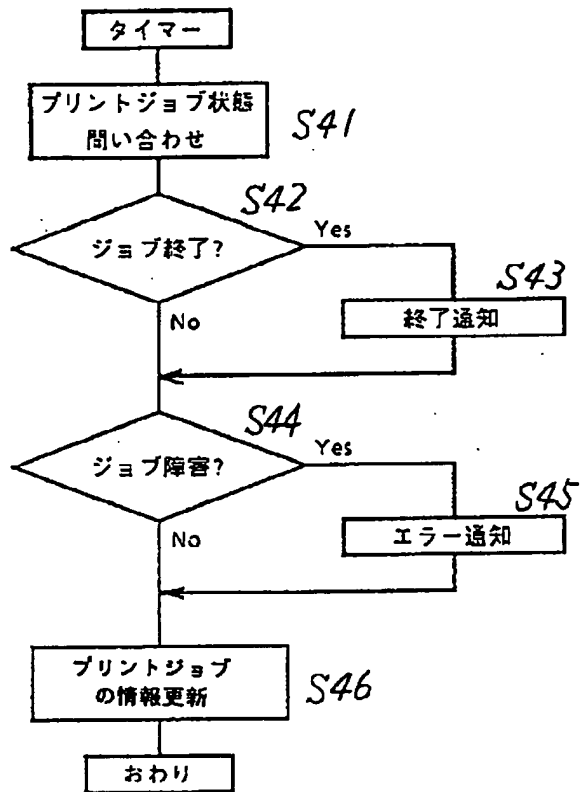 タイマー
プリントジョブ状態
問い合わせ
S41
S42
ジョブ終了?
Yes
No
S43
終了通知
S44
ジョブ障害?
Yes
No
S45
エラー通知
プリントジョブ
の情報更新
S46
おわり